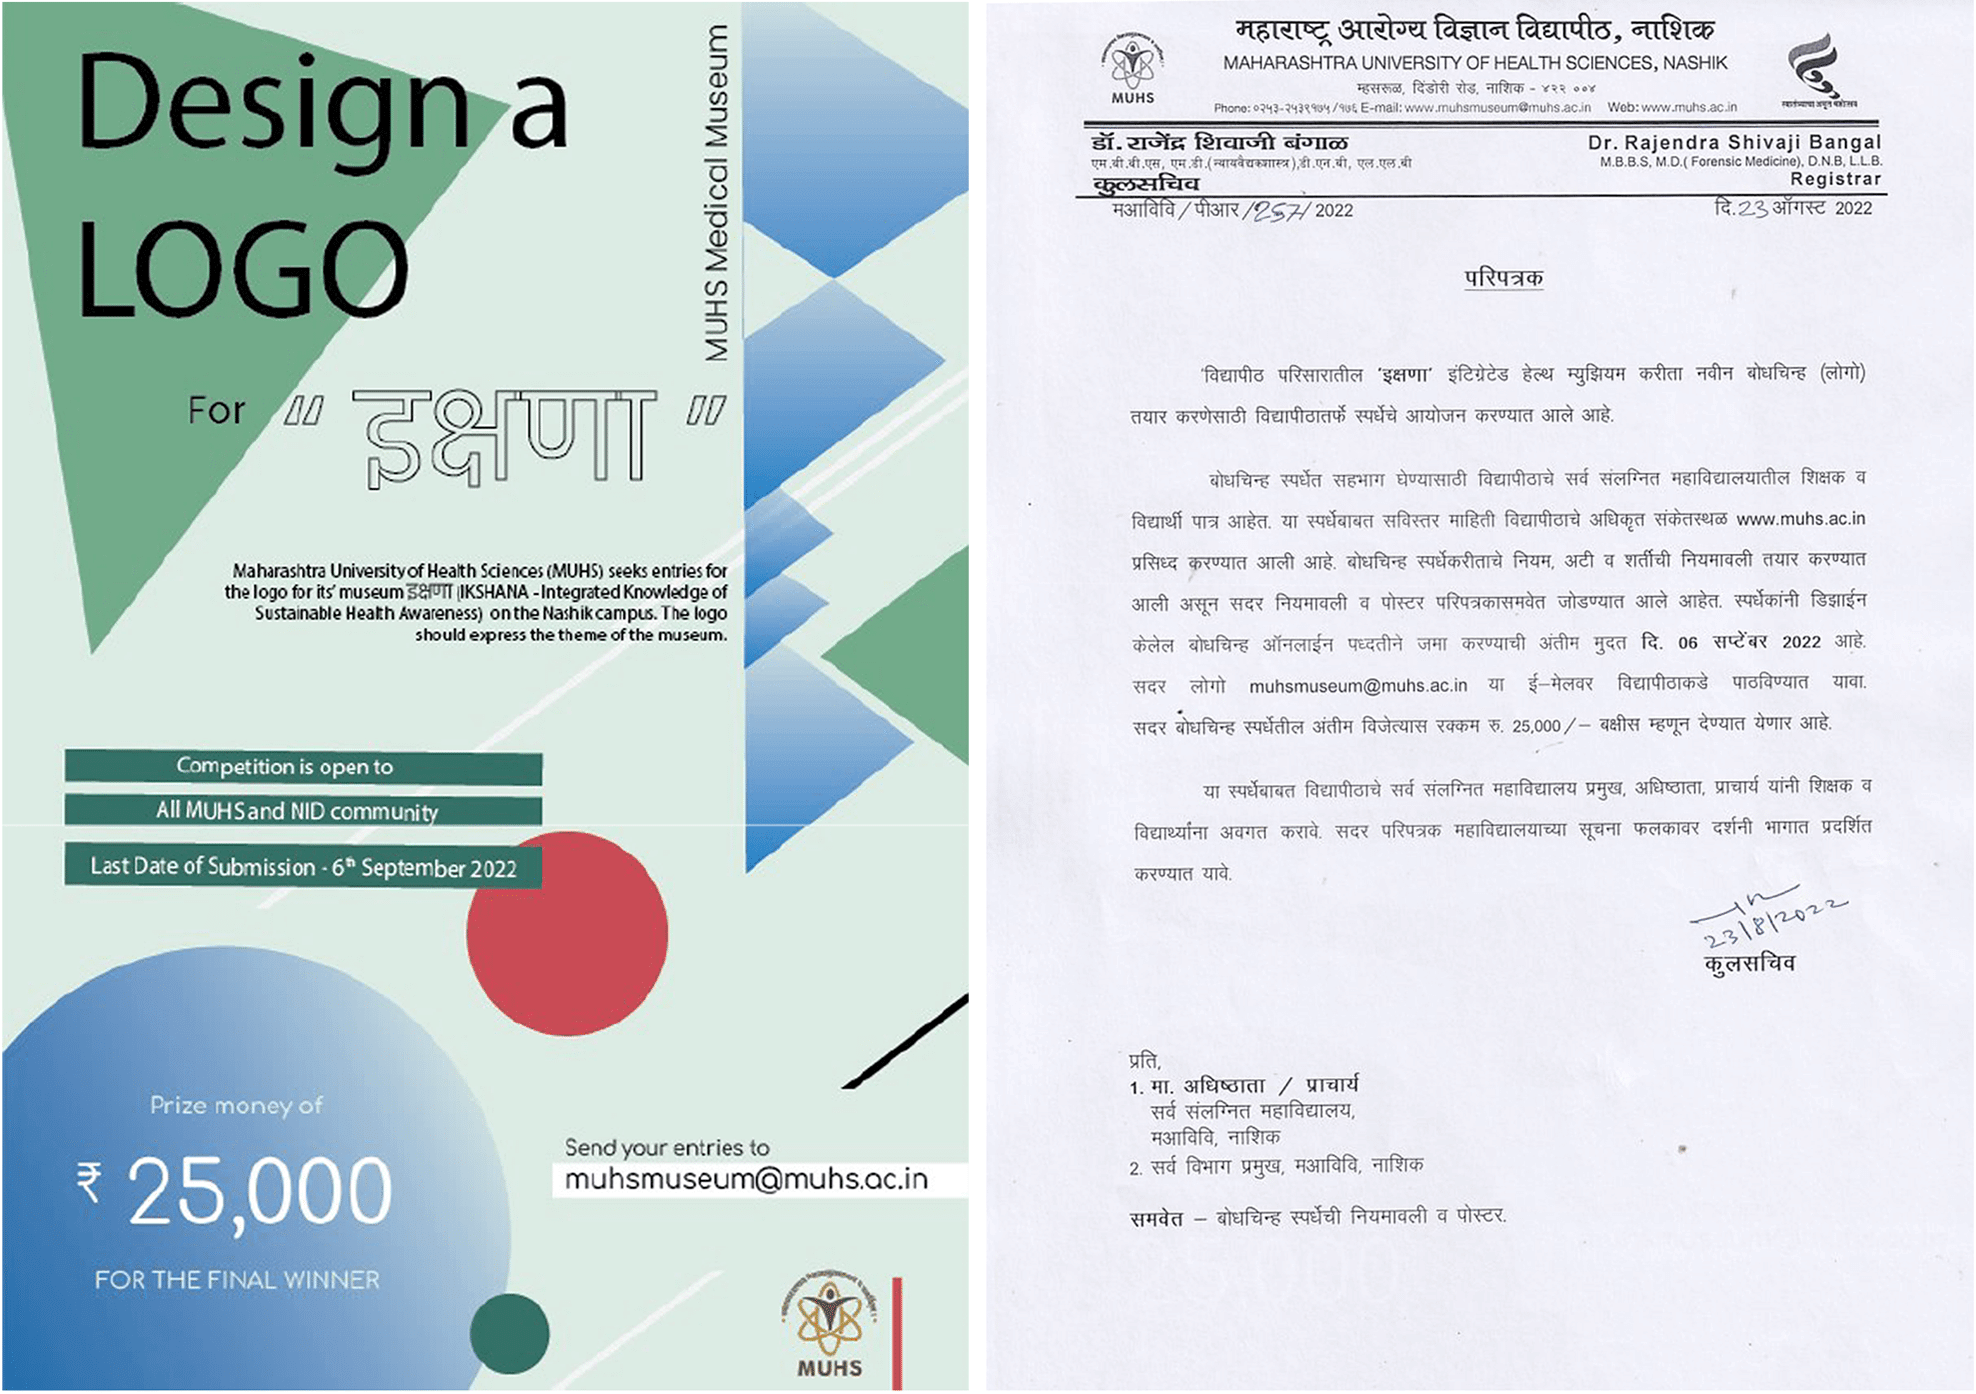 Design a
LOGO
For “ इक्षणा ”
MUHS Medical Museum
Maharashtra University of Health Sciences (MUHS) seeks entries for
the logo for its' museum इक्षणा (IKSHANA - Integrated Knowledge of
Sustainable Health Awareness) on the Nashik campus. The logo
should express the theme of the museum.
Competition is open to
All MUHS and NID community
Last Date of Submission - 6th September 2022
Prize money of
₹ 25,000
FOR THE FINAL WINNER
Send your entries to
muhsmuseum@muhs.ac.in
MUHS
महाराष्ट्र आरोग्य विज्ञान विद्यापीठ, नाशिक
MAHARASHTRA UNIVERSITY OF HEALTH SCIENCES, NASHIK
म्हसरूळ, दिंडोरी रोड, नाशिक - ४२२ ००४
Phone: ०२५३-२५३९१७५/१७६ E-mail: www.muhsmuseum@muhs.ac.in Web: www.muhs.ac.in
MUHS
डॉ. राजेंद्र शिवाजी बंगाळ
एम.बी.बी.एस, एम.डी.(न्यायवैद्यकशास्त्र),डी.एन.बी, एल.एल.बी
कुलसचिव
Dr. Rajendra Shivaji Bangal
M.B.B.S, M.D.( Forensic Medicine), D.N.B, L.L.B.
Registrar
मआविवि/पीआर/257/2022
दि.23 ऑगस्ट 2022
परिपत्रक
'विद्यापीठ परिसारातील 'इक्षणा' इंटिग्रेटेड हेल्थ म्युझियम करीता नवीन बोधचिन्ह (लोगो)
तयार करणेसाठी विद्यापीठातर्फे स्पर्धेचे आयोजन करण्यात आले आहे.
बोधचिन्ह स्पर्धेत सहभाग घेण्यासाठी विद्यापीठाचे सर्व संलग्नित महाविद्यालयातील शिक्षक व
विद्यार्थी पात्र आहेत. या स्पर्धेबाबत सविस्तर माहिती विद्यापीठाचे अधिकृत संकेतस्थळ www.muhs.ac.in
प्रसिध्द करण्यात आली आहे. बोधचिन्ह स्पर्धेकरीताचे नियम, अटी व शर्तीची नियमावली तयार करण्यात
आली असून सदर नियमावली व पोस्टर परिपत्रकासमवेत जोडण्यात आले आहेत. स्पर्धेकांनी डिझाईन
केलेल बोधचिन्ह ऑनलाईन पध्दतीने जमा करण्याची अंतीम मुदत दि. 06 सप्टेंबर 2022 आहे.
सदर लोगो muhsmuseum@muhs.ac.in या ई-मेलवर विद्यापीठाकडे पाठविण्यात यावा.
सदर बोधचिन्ह स्पर्धेतील अंतीम विजेत्यास रक्कम रु. 25,000/- बक्षीस म्हणून देण्यात येणार आहे.
या स्पर्धेबाबत विद्यापीठाचे सर्व संलग्नित महाविद्यालय प्रमुख, अधिष्ठाता, प्राचार्य यांनी शिक्षक व
विद्यार्थ्यांना अवगत करावे. सदर परिपत्रक महाविद्यालयाच्या सूचना फलकावर दर्शनी भागात प्रदर्शित
करण्यात यावे.
23/8/2022
कुलसचिव
प्रति,
1. मा. अधिष्ठाता / प्राचार्य
सर्व संलग्नित महाविद्यालय,
मआविवि, नाशिक
2. सर्व विभाग प्रमुख, मआविवि, नाशिक
समवेत – बोधचिन्ह स्पर्धेची नियमावली व पोस्टर.